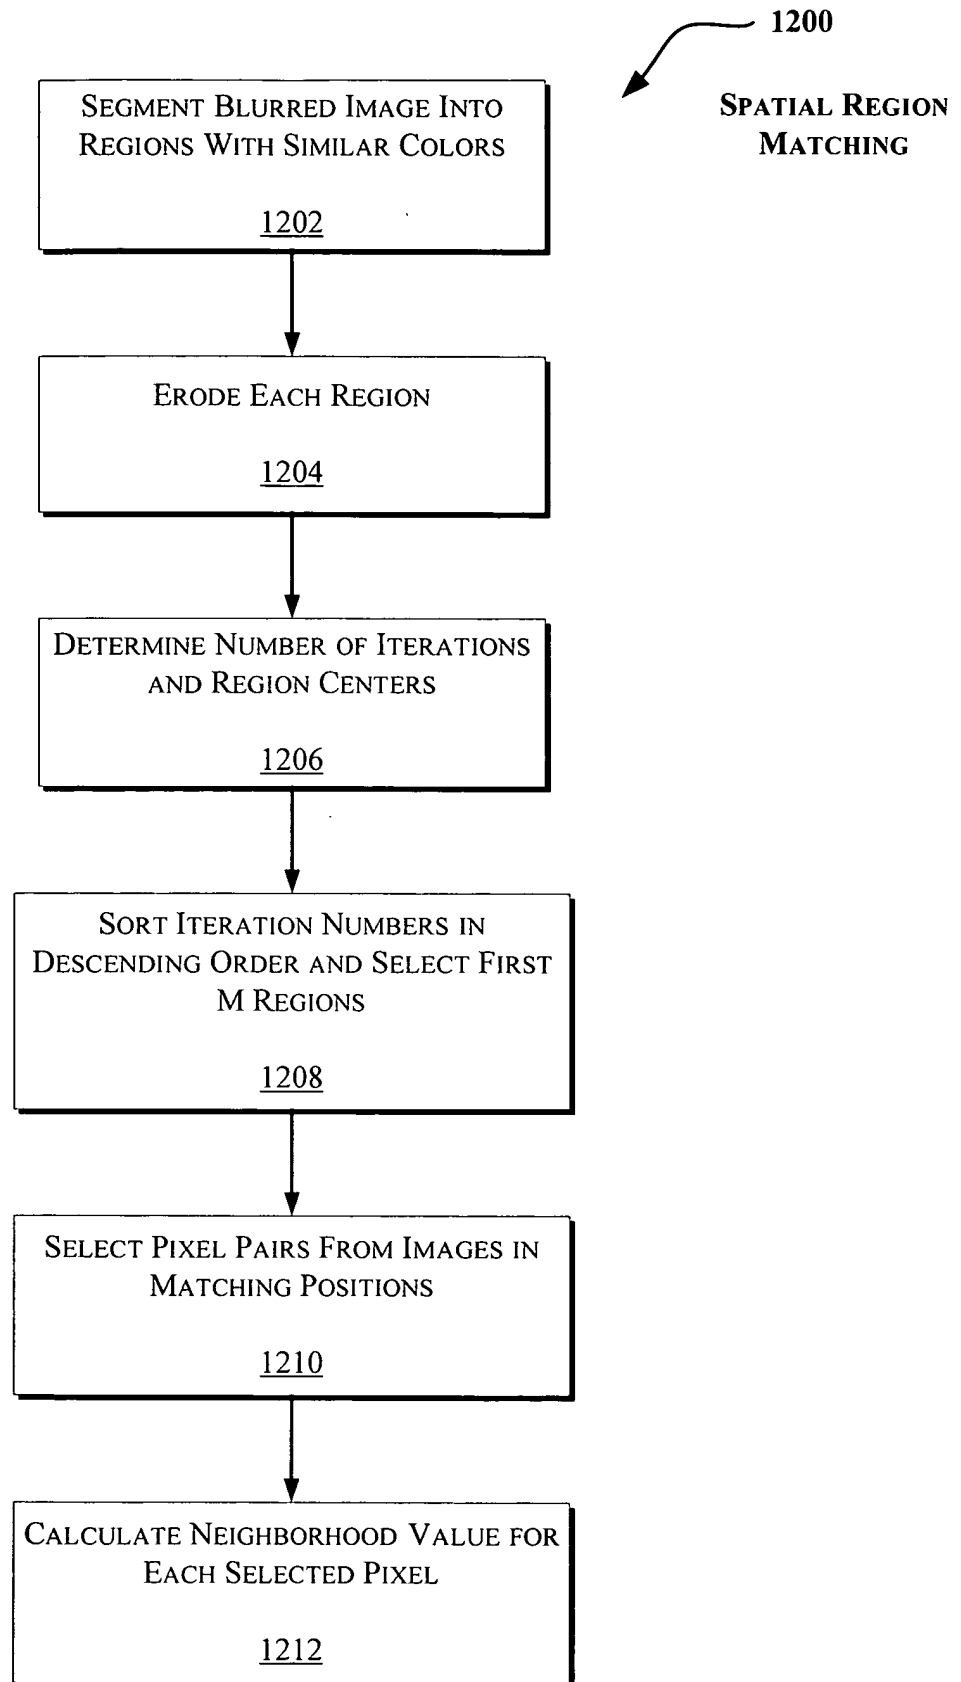 1200
SPATIAL REGION
MATCHING
SEGMENT BLURRED IMAGE INTO
REGIONS WITH SIMILAR COLORS
1202
ERODE EACH REGION
1204
DETERMINE NUMBER OF ITERATIONS
AND REGION CENTERS
1206
SORT ITERATION NUMBERS IN
DESCENDING ORDER AND SELECT FIRST
M REGIONS
1208
SELECT PIXEL PAIRS FROM IMAGES IN
MATCHING POSITIONS
1210
CALCULATE NEIGHBORHOOD VALUE FOR
EACH SELECTED PIXEL
1212